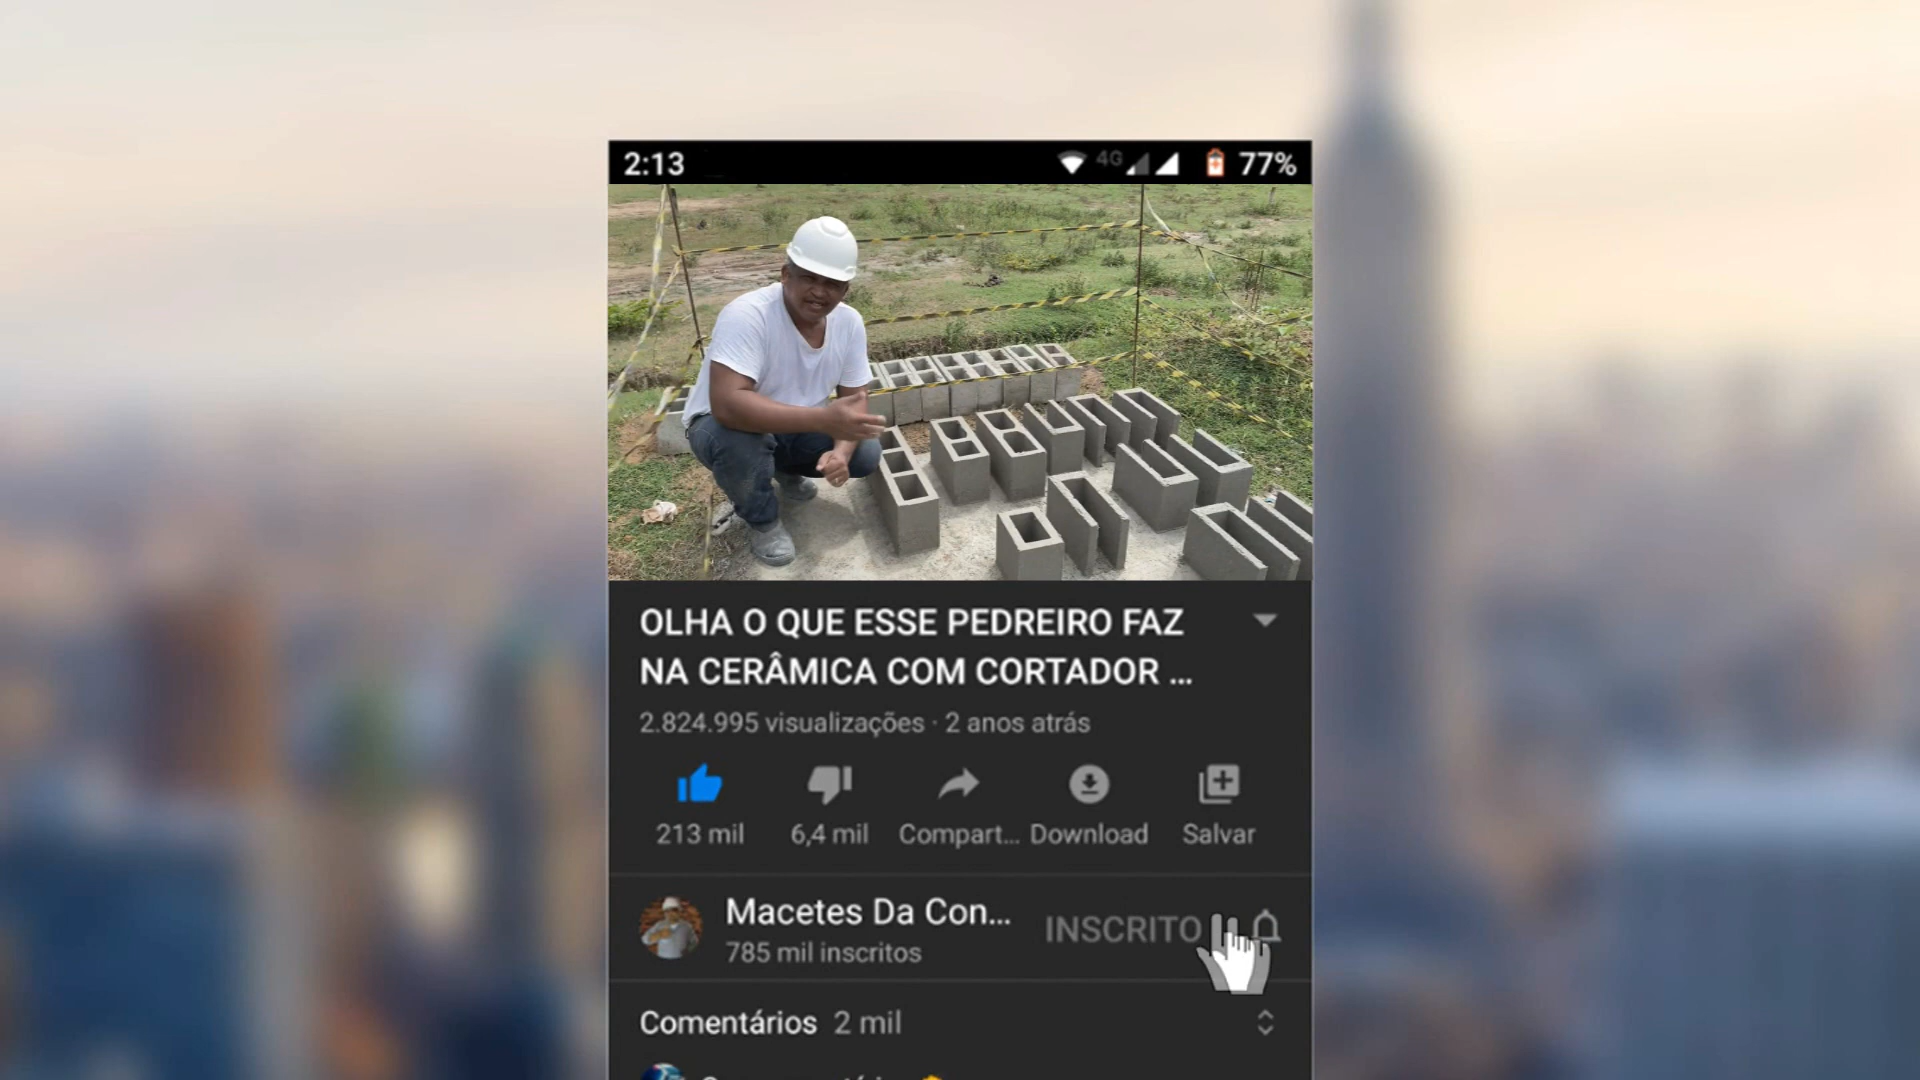 2:13
4G
77%
OLHA O QUE ESSE PEDREIRO FAZ
NA CERÂMICA COM CORTADOR ...
2.824.995 visualizações · 2 anos atrás
213 mil
6,4 mil
Compart...
Download
Salvar
Macetes Da Con...
INSCRITO
785 mil inscritos
Comentários 2 mil